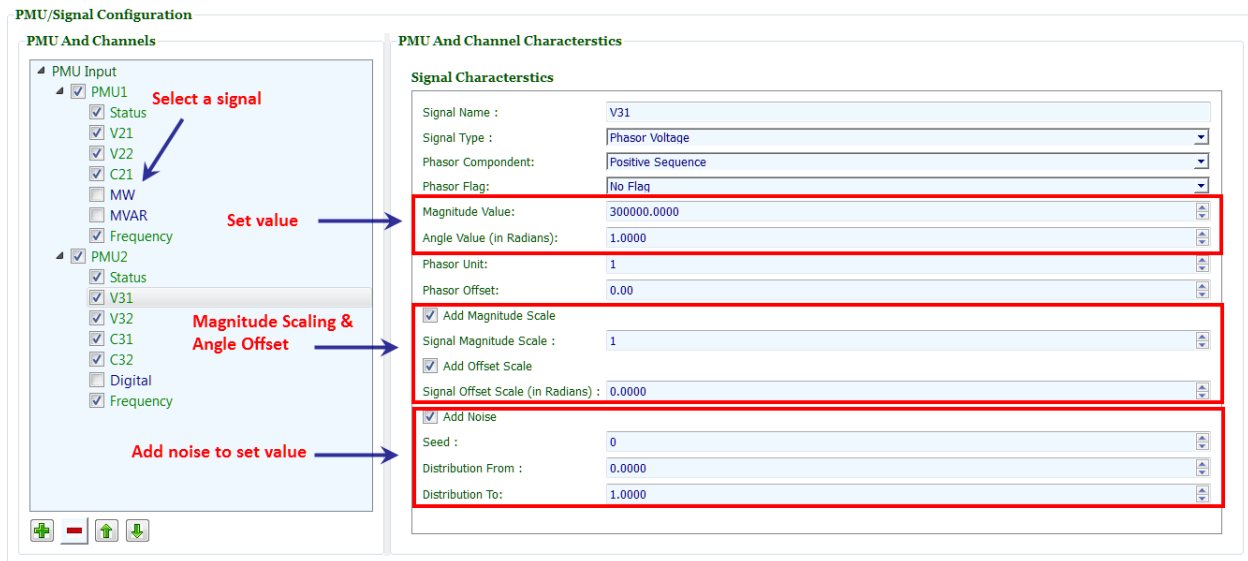 PMU/Signal Configuration
PMU And Channels
PMU Input
PMU1
Status
V21
V22
C21
MW
MVAR
Frequency
PMU2
Status
V31
V32
C31
C32
Digital
Frequency
Select a signal
Set value
Magnitude Scaling &
Angle Offset
Add noise to set value
PMU And Channel Characterstics
Signal Characterstics
Signal Name : V31
Signal Type : Phasor Voltage
Phasor Compondent: Positive Sequence
Phasor Flag: No Flag
Magnitude Value: 300000.0000
Angle Value (in Radians): 1.0000
Phasor Unit: 1
Phasor Offset: 0.00
Add Magnitude Scale
Signal Magnitude Scale : 1
Add Offset Scale
Signal Offset Scale (in Radians) : 0.0000
Add Noise
Seed : 0
Distribution From : 0.0000
Distribution To: 1.0000